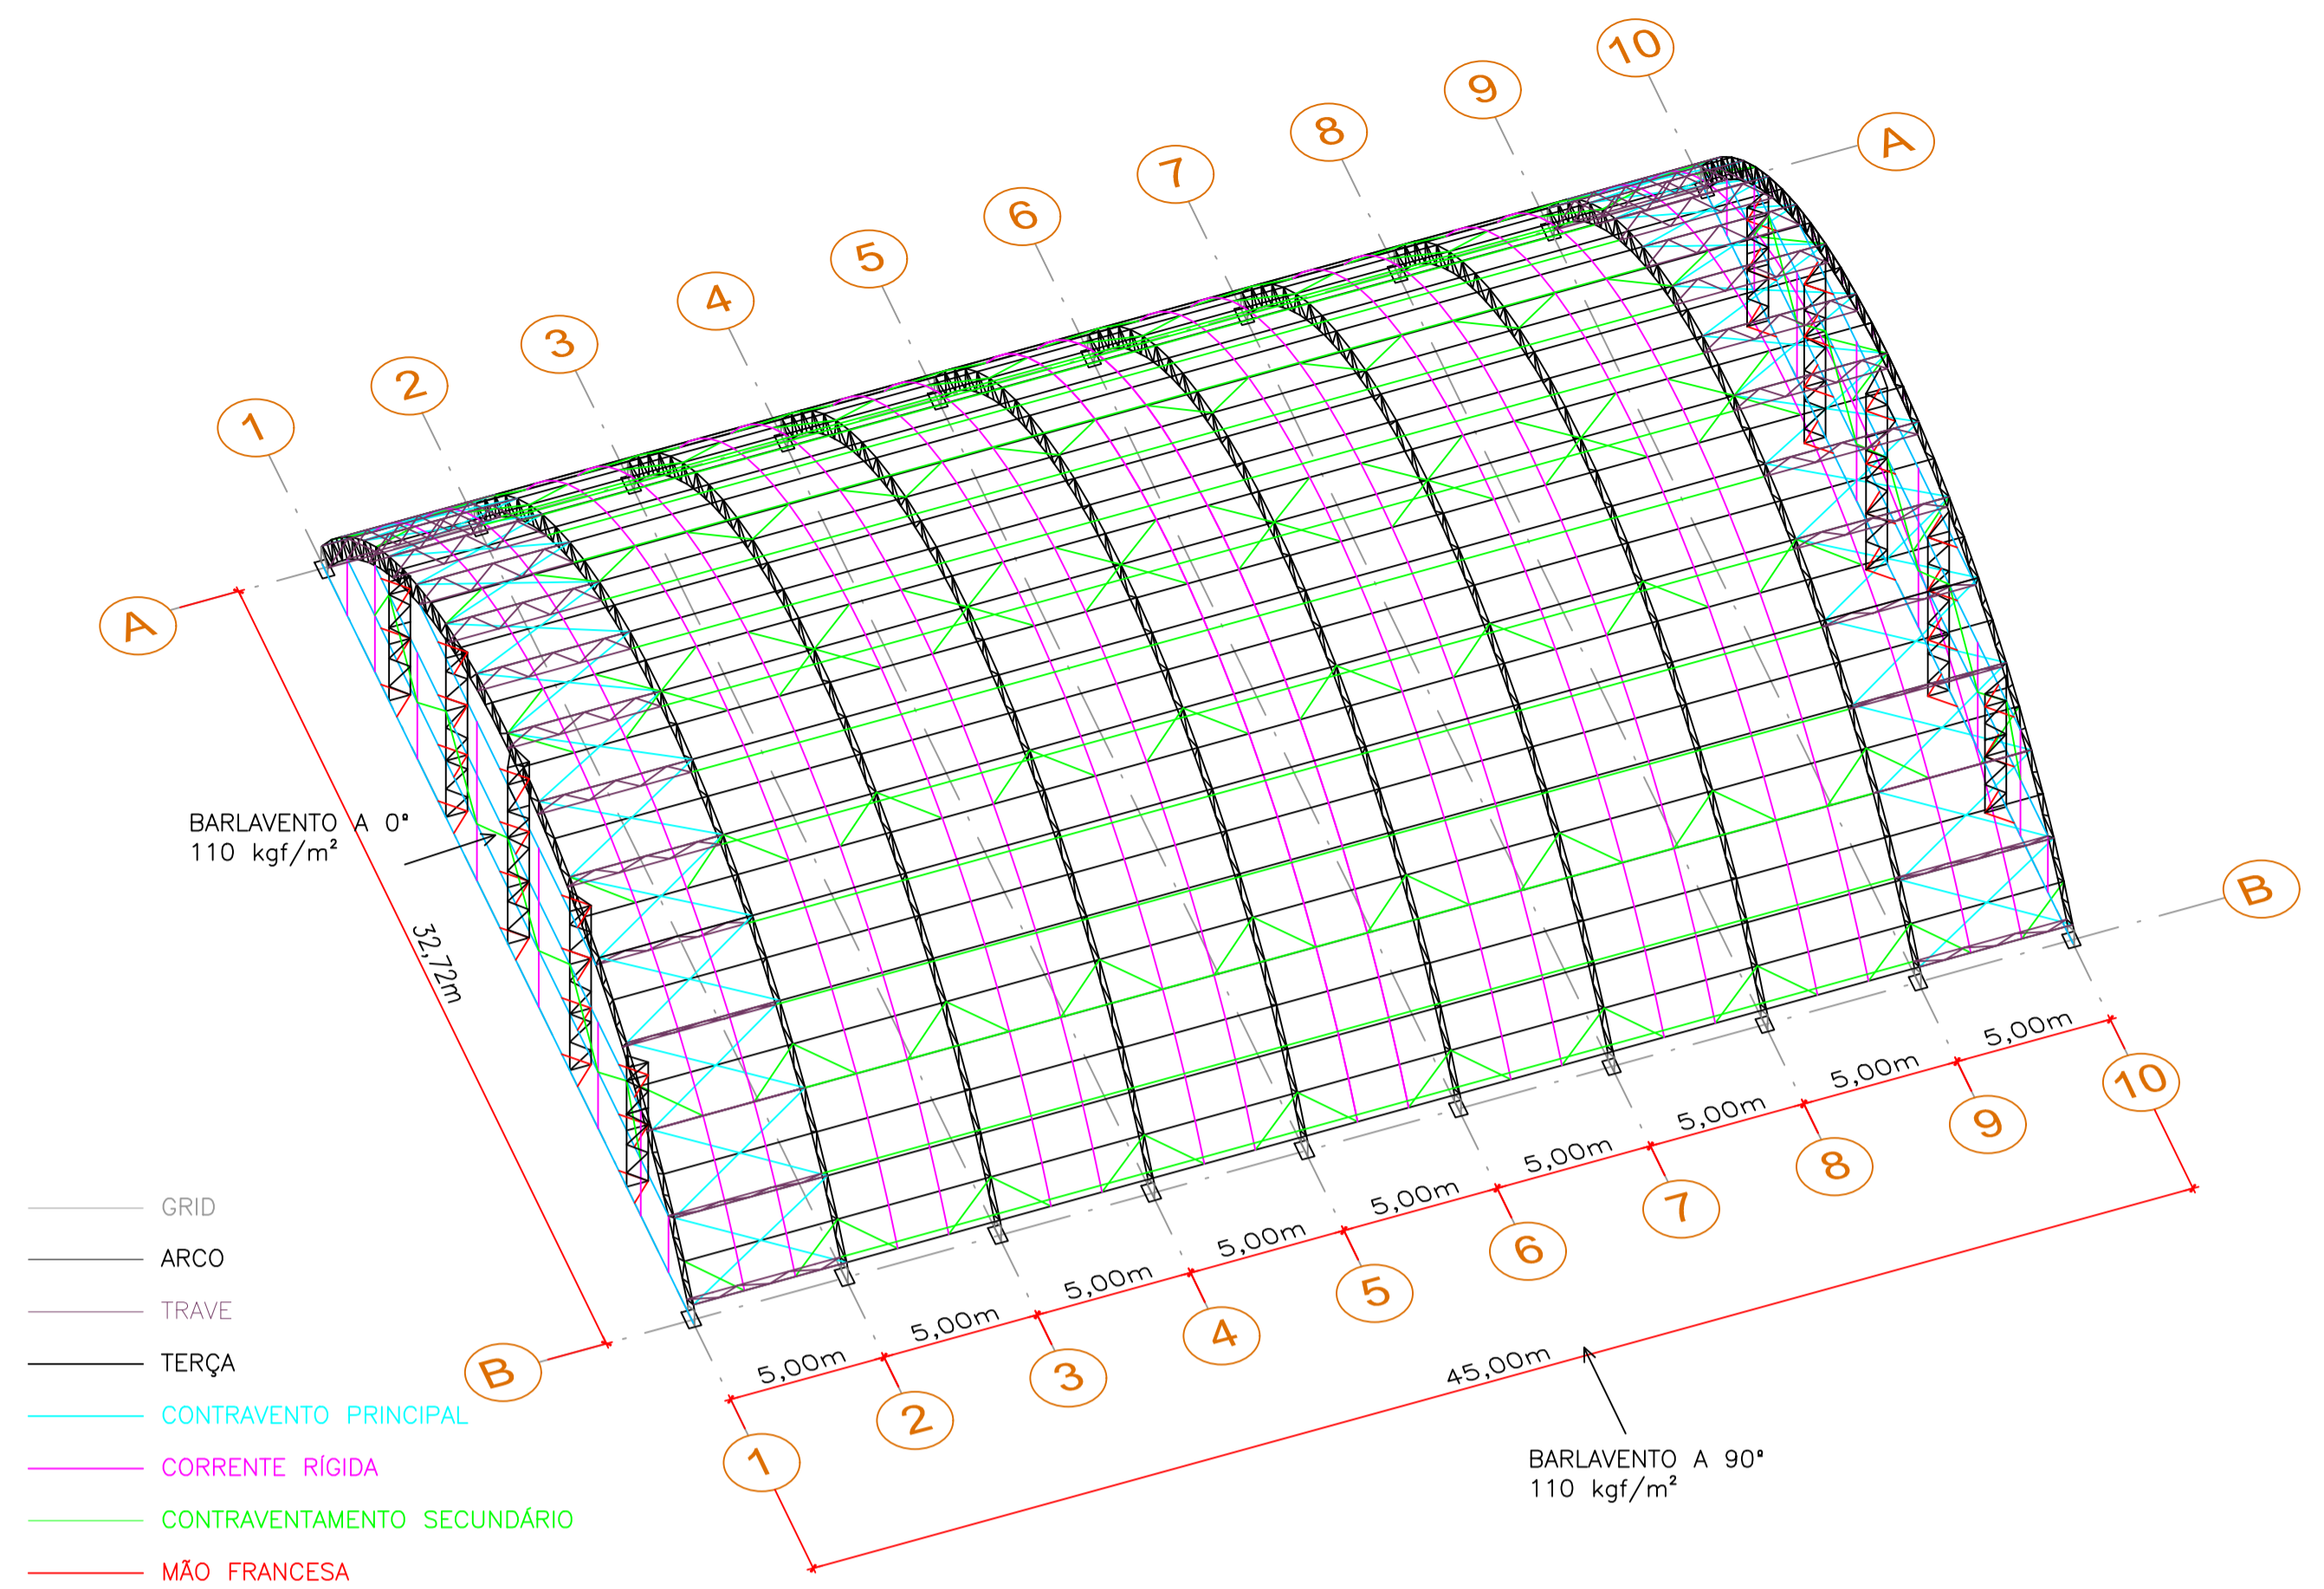 10
9
8
7
6
5
4
3
2
1
A
A
BARLAVENTO A 0°
110 kgf/m²
32,72m
B
B
5,00m
5,00m
5,00m
5,00m
5,00m
5,00m
5,00m
5,00m
5,00m
10
9
8
7
6
5
4
3
2
1
45,00m
BARLAVENTO A 90°
110 kgf/m²
GRID
ARCO
TRAVE
TERÇA
CONTRAVENTO PRINCIPAL
CORRENTE RÍGIDA
CONTRAVENTAMENTO SECUNDÁRIO
MÃO FRANCESA